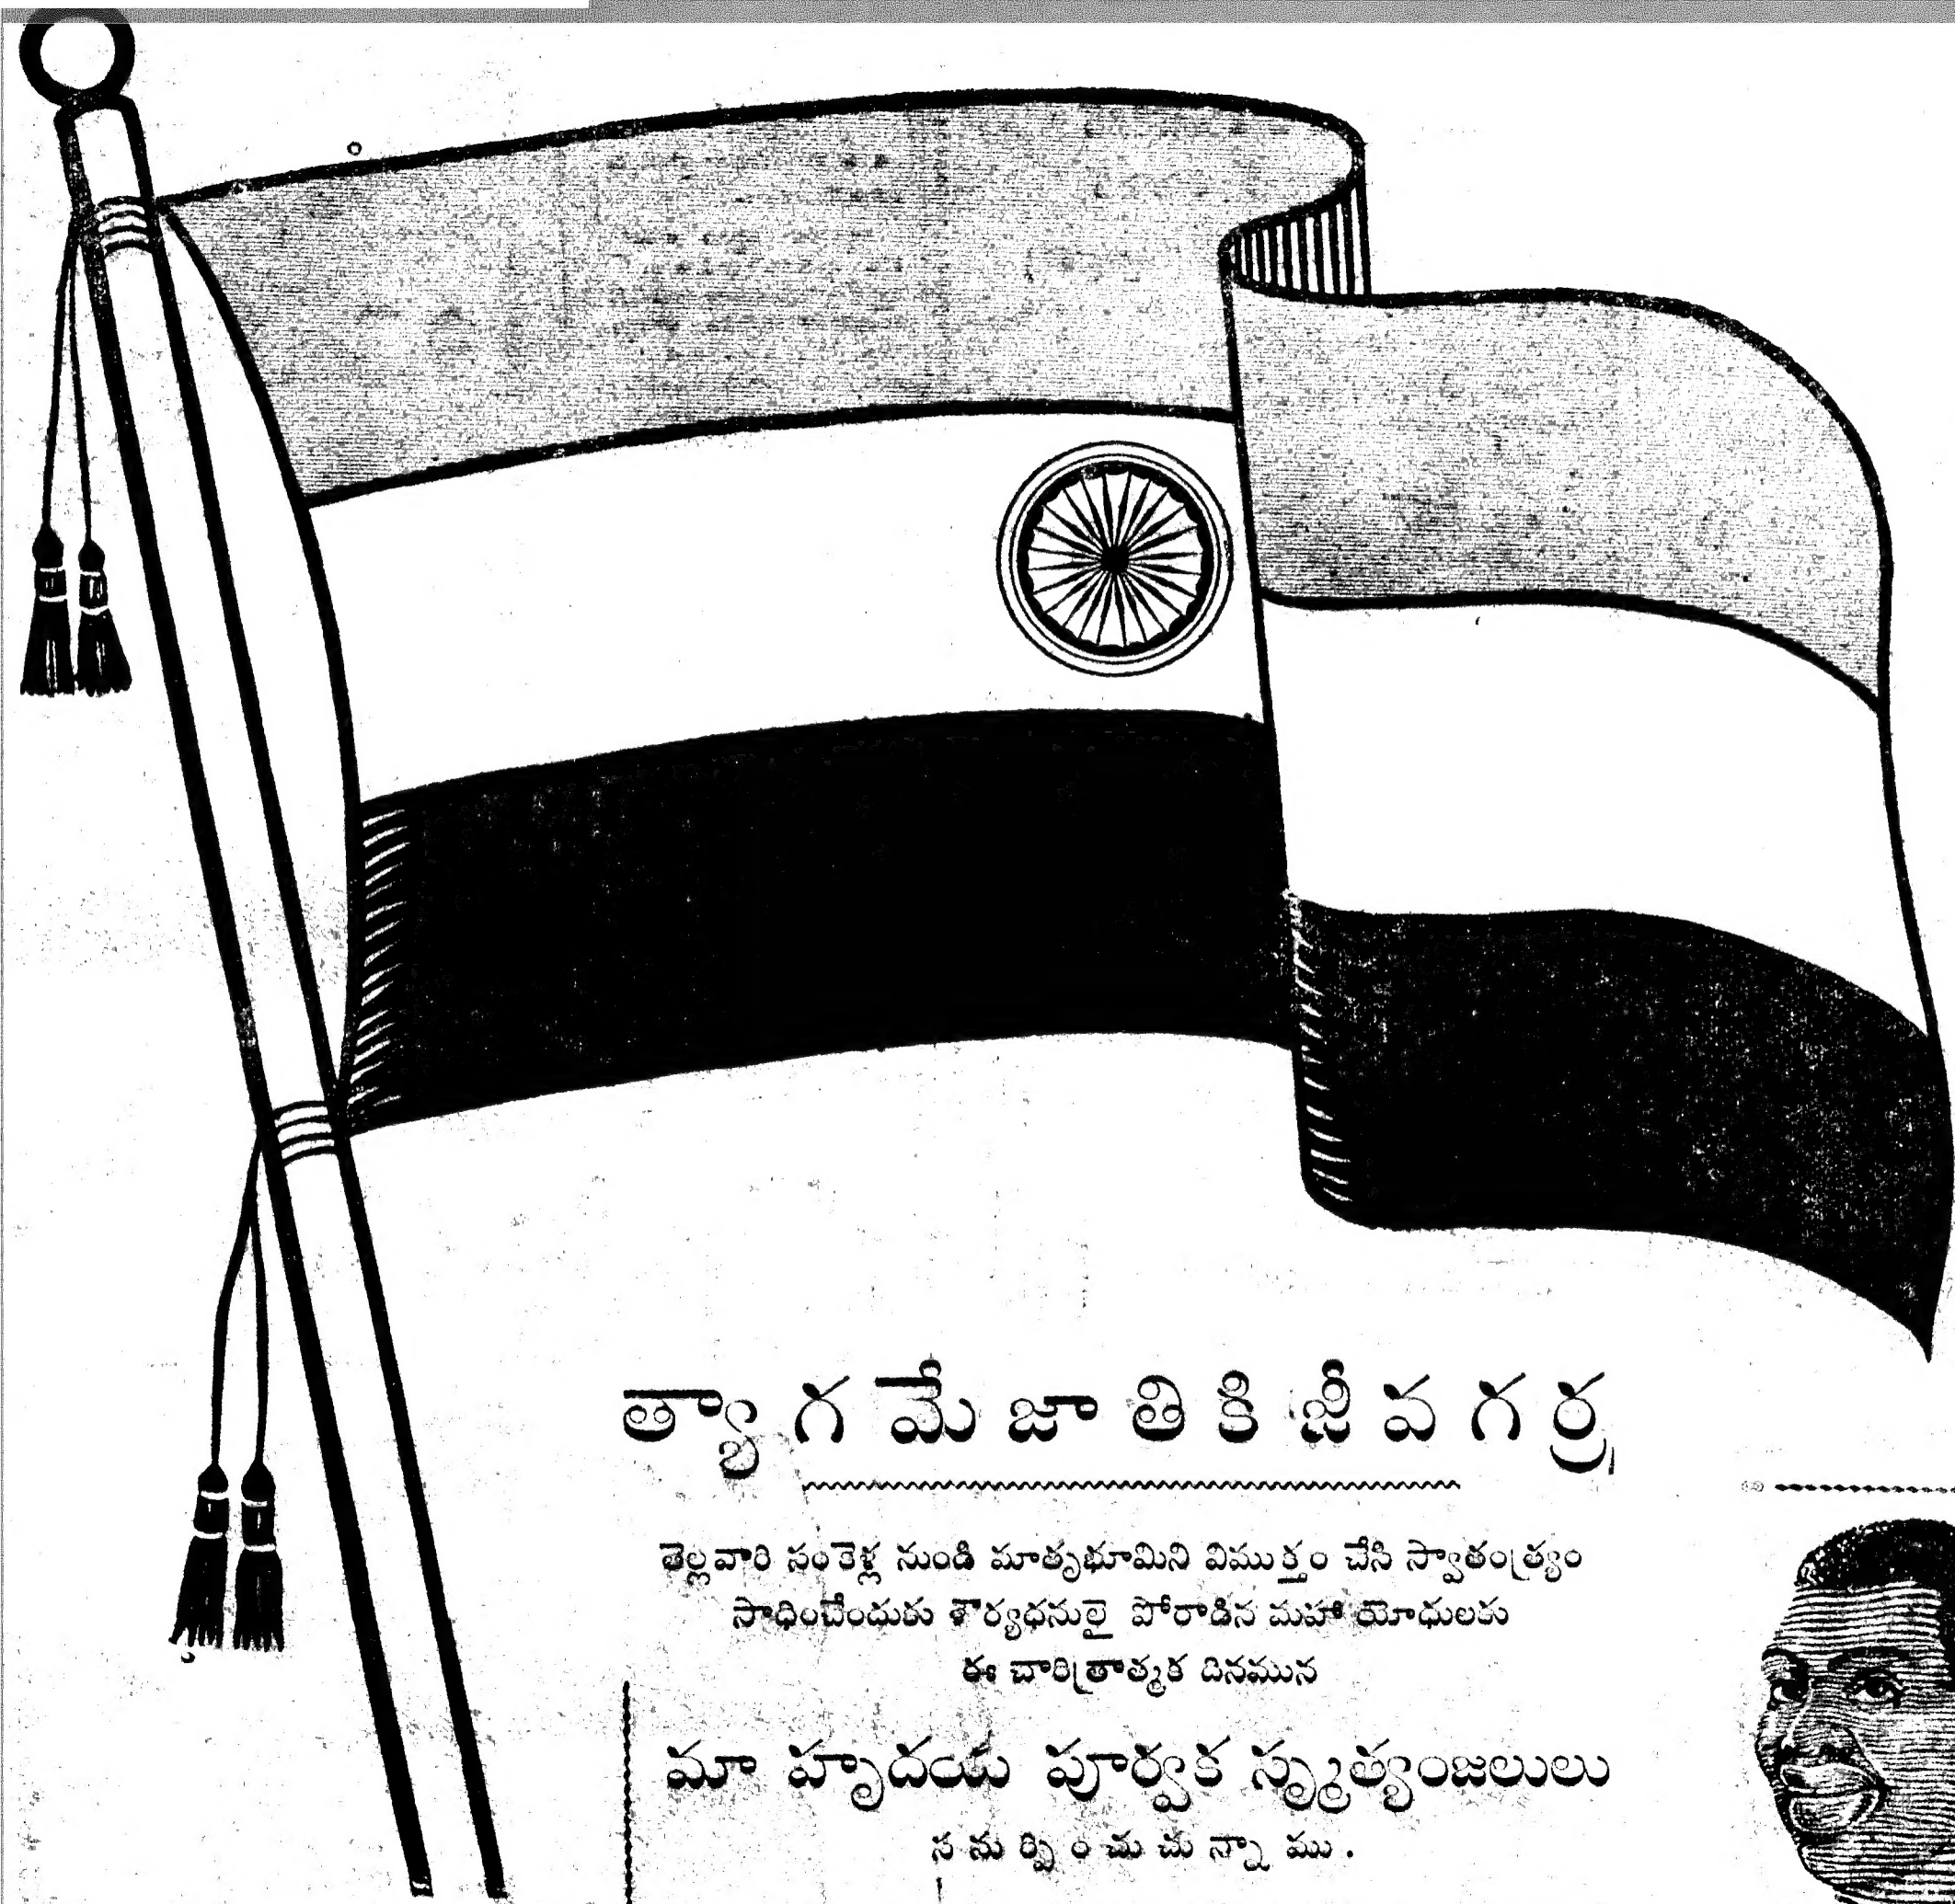 త్యాగమే జాతికి జీవగర్ర
తెల్లవారి సంకెళ్ల నుండి మాతృభూమిని విముక్తం చేసి స్వాతంత్ర్యం
సాధించేందుకు శౌర్యధనులై పోరాడిన మహా యోధులకు
ఈ చారిత్రాత్మక దినమున
మా హృదయ పూర్వక స్మృత్యంజలులు
సమర్పించుచున్నాము.